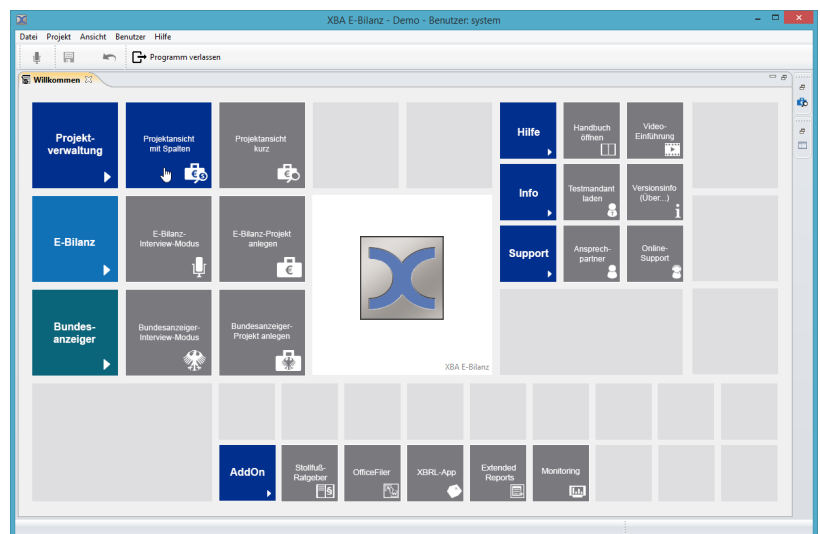 XBA E-Bilanz - Demo - Benutzer: system
Datei Projekt Ansicht Benutzer Hilfe
Programm verlassen
Willkommen
Projekt-
verwaltung
Projektansicht
mit Spalten
Projektansicht
kurz
Hilfe
Handbuch
öffnen
Video-
Einführung
Info
Testmandant
laden
Versionsinfo
(Über...)
E-Bilanz
E-Bilanz-
Interview-Modus
E-Bilanz-Projekt
anlegen
Support
Ansprech-
partner
Online-
Support
Bundes-
anzeiger
Bundesanzeiger-
Interview-Modus
Bundesanzeiger-
Projekt anlegen
XBA E-Bilanz
AddOn
Stollfuß-
Ratgeber
OfficeFiler
XBRL-App
Extended
Reports
Monitoring